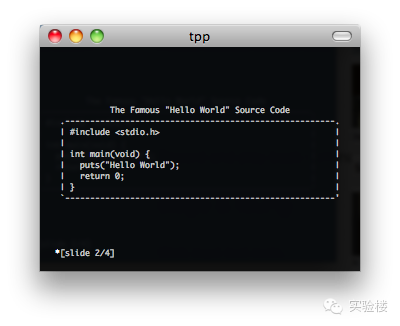 tpp
The Famous "Hello World" Source Code
#include <stdio.h>
int main(void) {
  puts("Hello World");
  return 0;
}
*[slide 2/4]
实验楼